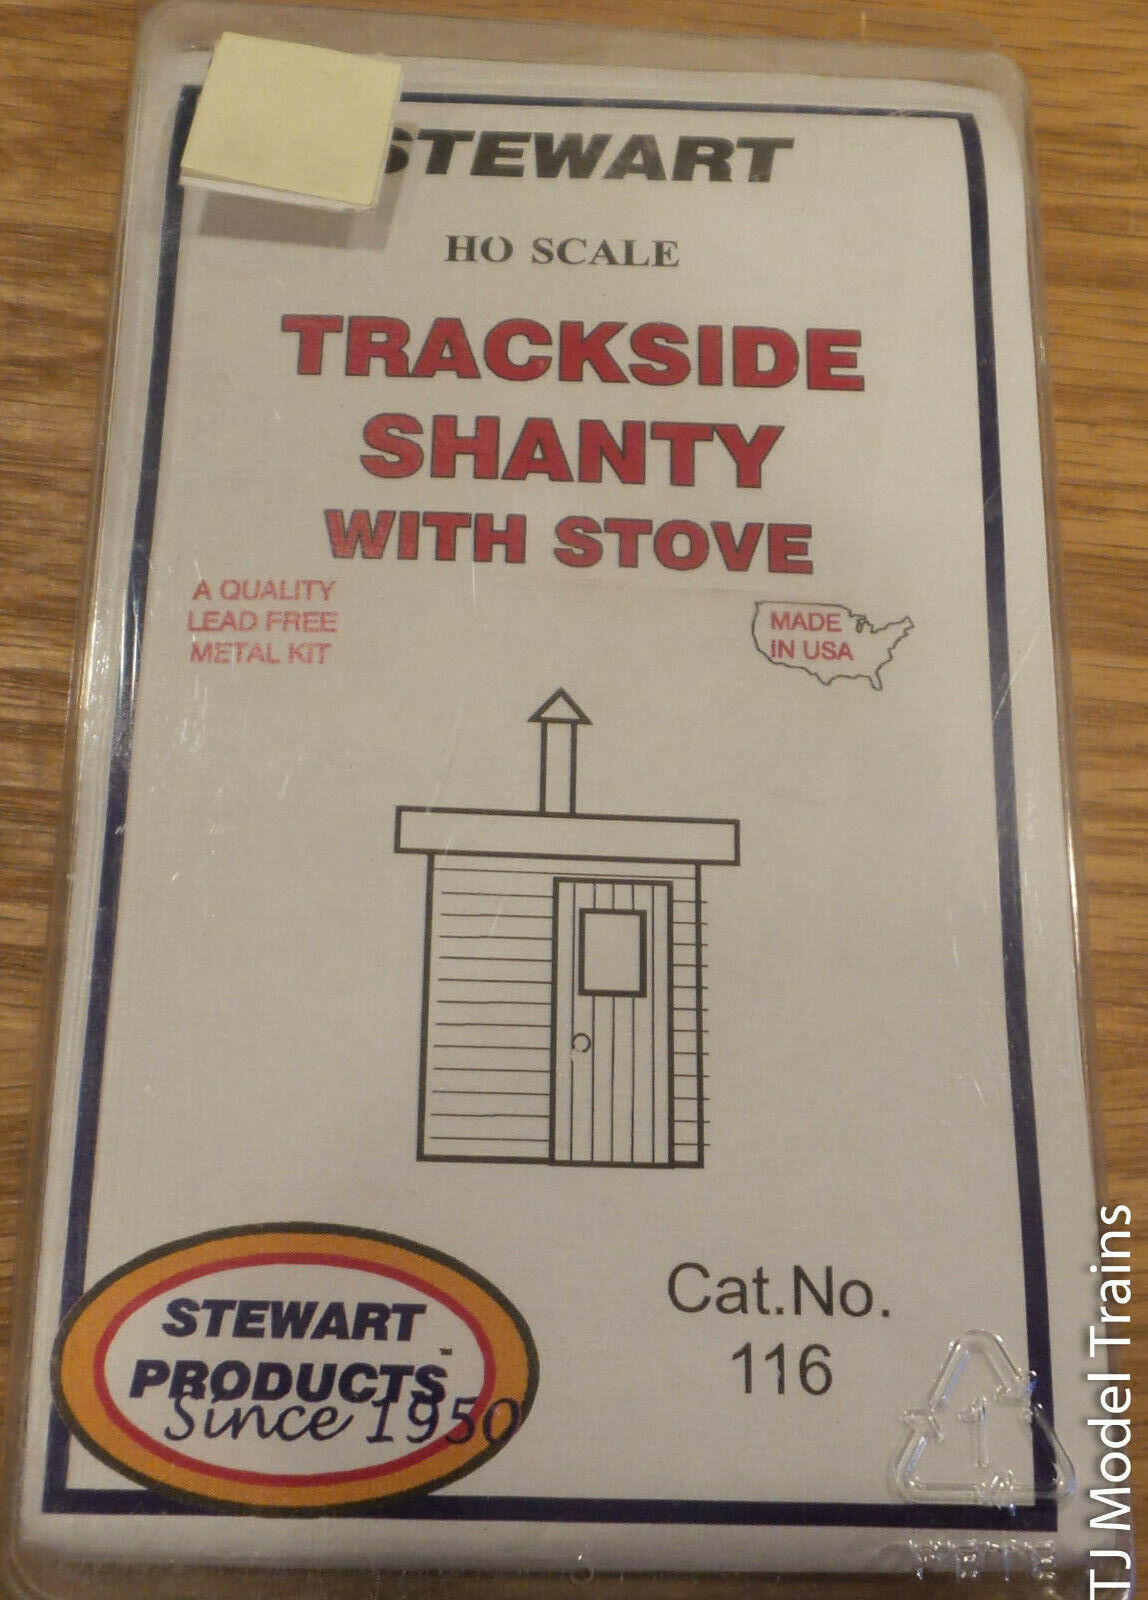 STEWART
HO SCALE
TRACKSIDE
SHANTY
WITH STOVE
A QUALITY
LEAD FREE
METAL KIT
MADE
IN USA
STEWART
PRODUCTS™
Since 1950
Cat.No.
116
1
TJ Model Trains